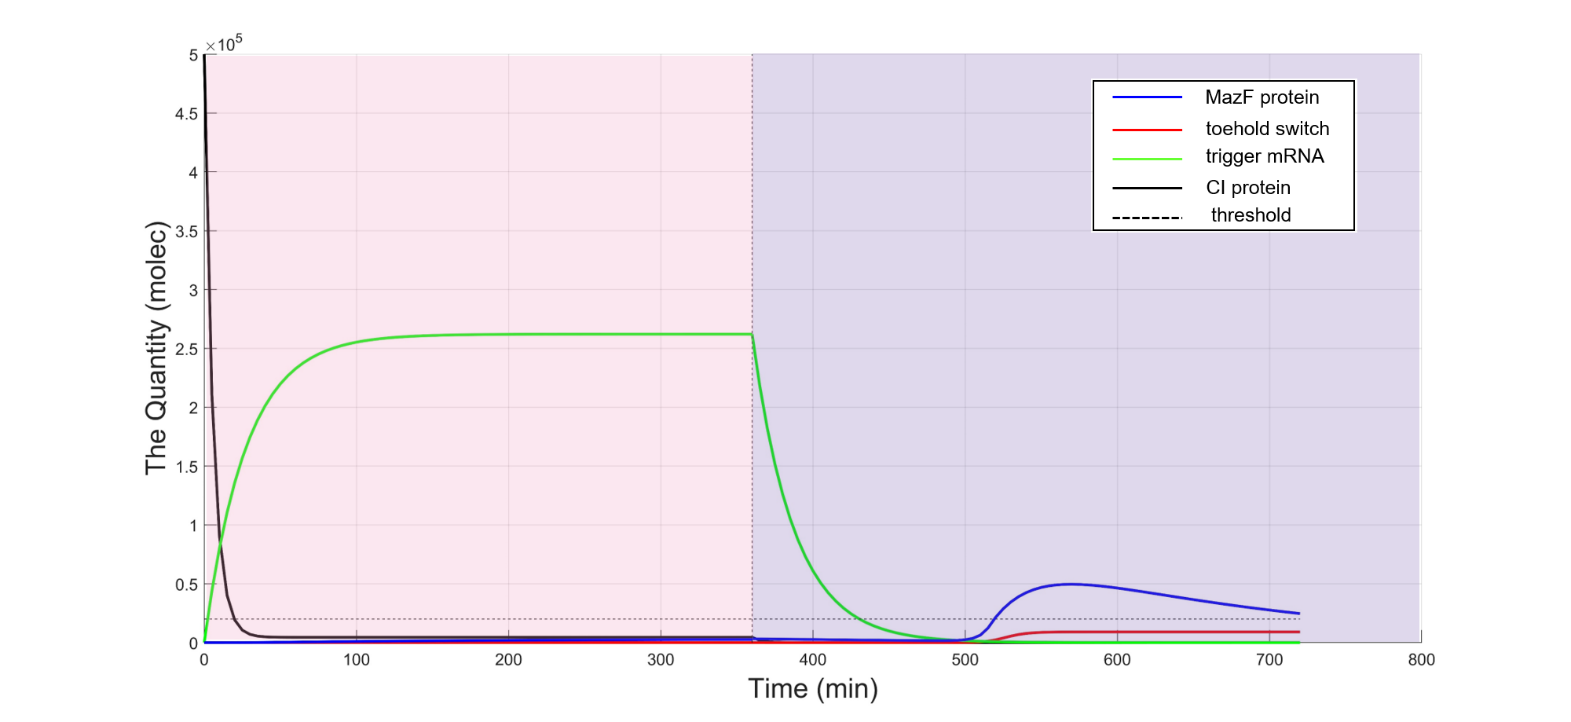 ×10^5
5
4.5
4
3.5
3
2.5
2
1.5
1
0.5
0
The Quantity (molec)
MazF protein
toehold switch
trigger mRNA
CI protein
threshold
0 100 200 300 400 500 600 700 800
Time (min)